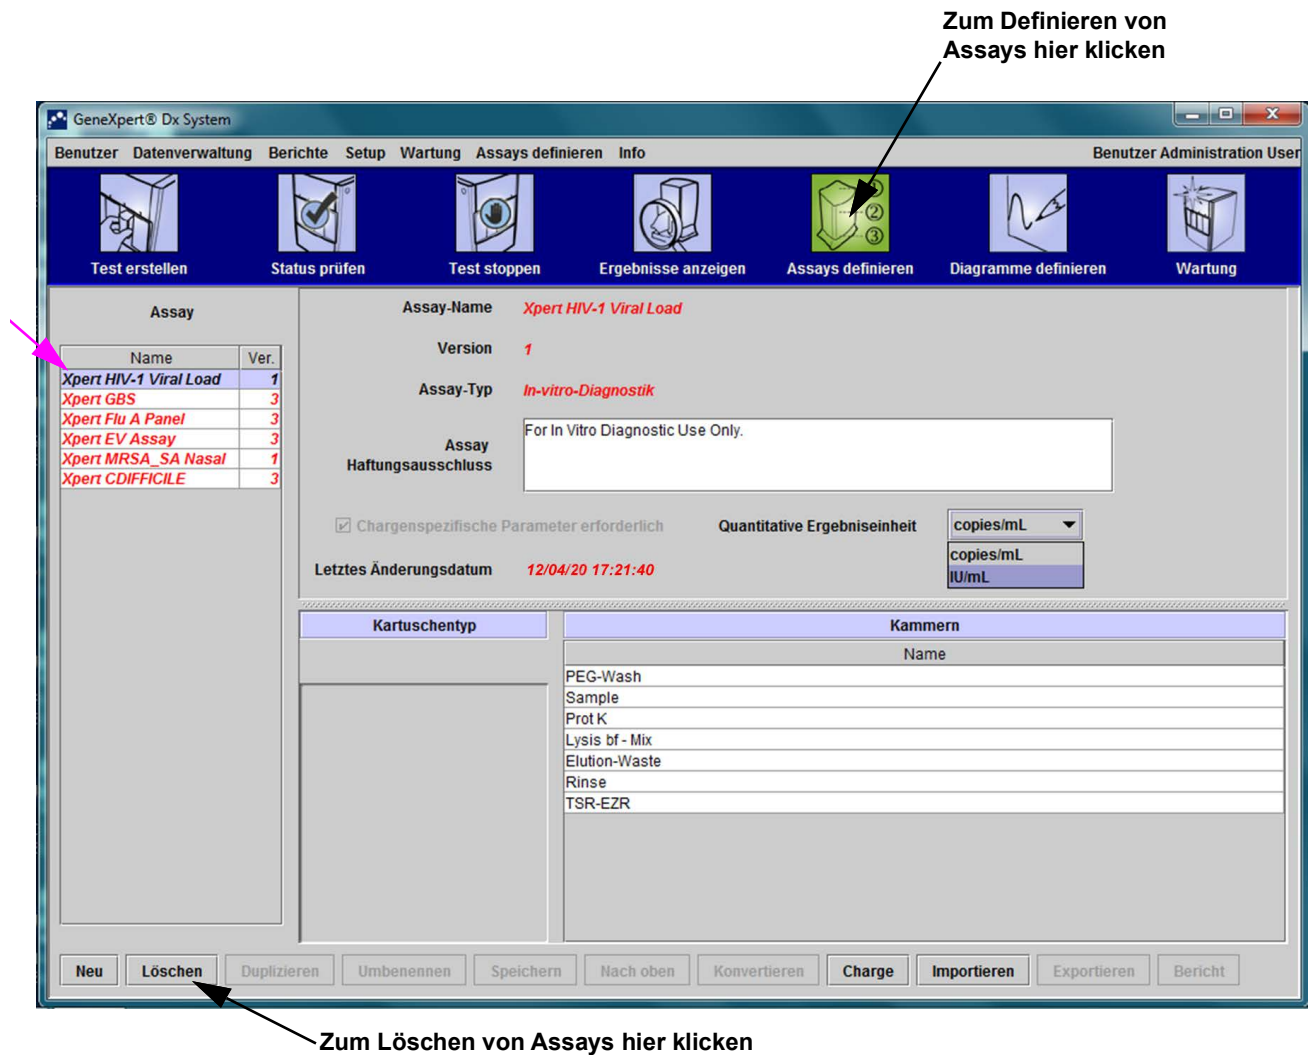 Zum Definieren von
Assays hier klicken
GeneXpert® Dx System
Benutzer Datenverwaltung Berichte Setup Wartung Assays definieren Info Benutzer Administration User
Test erstellen Status prüfen Test stoppen Ergebnisse anzeigen Assays definieren Diagramme definieren Wartung
Assay
Name Ver.
Xpert HIV-1 Viral Load 1
Xpert GBS 3
Xpert Flu A Panel 3
Xpert EV Assay 3
Xpert MRSA_SA Nasal 1
Xpert CDIFFICILE 3
Assay-Name Xpert HIV-1 Viral Load
Version 1
Assay-Typ In-vitro-Diagnostik
Assay
Haftungsausschluss
For In Vitro Diagnostic Use Only.
Chargenspezifische Parameter erforderlich Quantitative Ergebniseinheit copies/mL
copies/mL
IU/mL
Letztes Änderungsdatum 12/04/20 17:21:40
Kartuschentyp Kammern
Name
PEG-Wash
Sample
Prot K
Lysis bf - Mix
Elution-Waste
Rinse
TSR-EZR
Neu Löschen Duplizieren Umbenennen Speichern Nach oben Konvertieren Charge Importieren Exportieren Bericht
Zum Löschen von Assays hier klicken